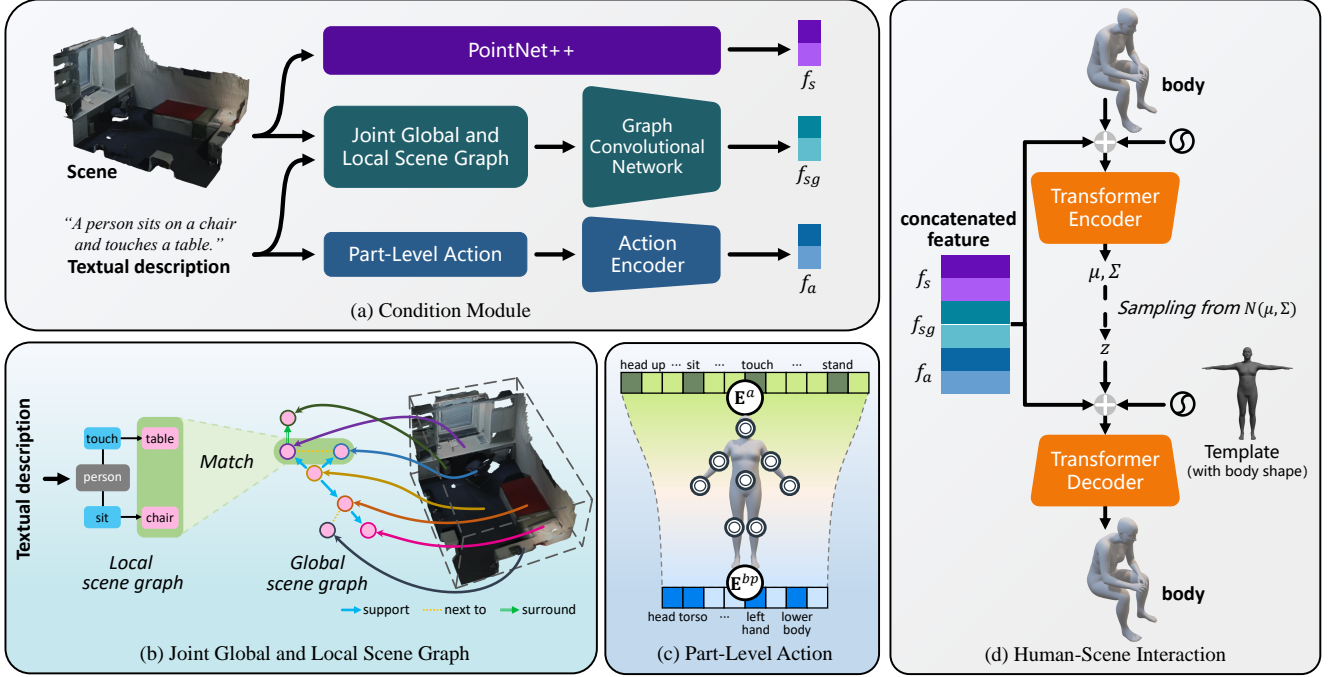 PointNet++
f_s
Joint Global and
Local Scene Graph
Graph
Convolutional
Network
f_sg
Scene
"A person sits on a chair
and touches a table."
Textual description
Part-Level Action
Action
Encoder
f_a
(a) Condition Module
Textual description
touch
table
person
sit
chair
Match
Local
scene graph
Global
scene graph
support
next to
surround
(b) Joint Global and Local Scene Graph
head up ... sit ... touch ... stand
E^a
E^bp
head torso ... left
hand
lower
body
(c) Part-Level Action
body
Transformer
Encoder
concatenated
feature
f_s
f_sg
f_a
μ, Σ
Sampling from N(μ, Σ)
z
Template
(with body shape)
Transformer
Decoder
body
(d) Human-Scene Interaction